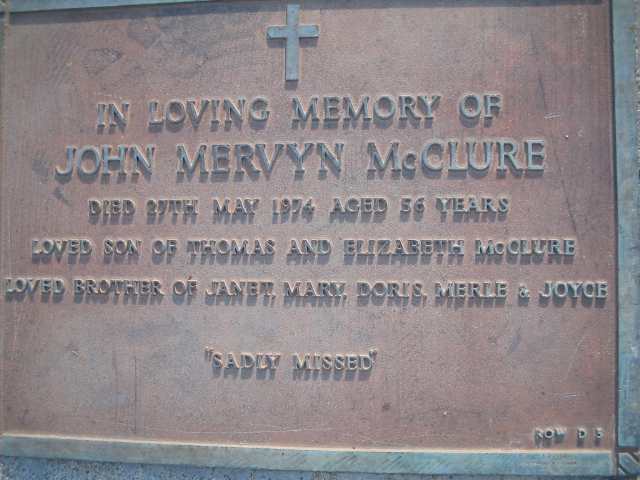 IN LOVING MEMORY OF
JOHN MERVYN McCLURE
DIED 27TH MAY 1974 AGED 56 YEARS
LOVED SON OF THOMAS AND ELIZABETH McCLURE
LOVED BROTHER OF JANET, MARY, DORIS, MERLE & JOYCE
"SADLY MISSED"
ROW D 5